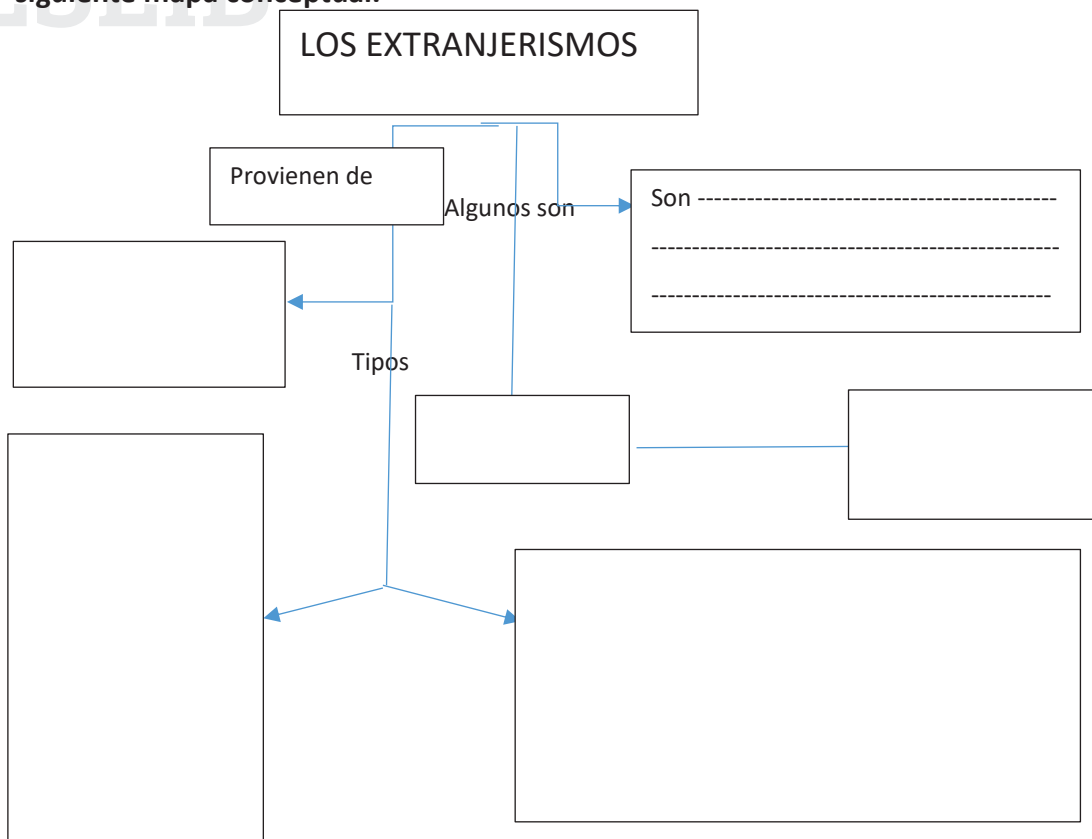 siguiente mapa conceptual.
LOS EXTRANJERISMOS
Provienen de
Algunos son
Son --------------------------------------------
--------------------------------------------------
-------------------------------------------------
Tipos